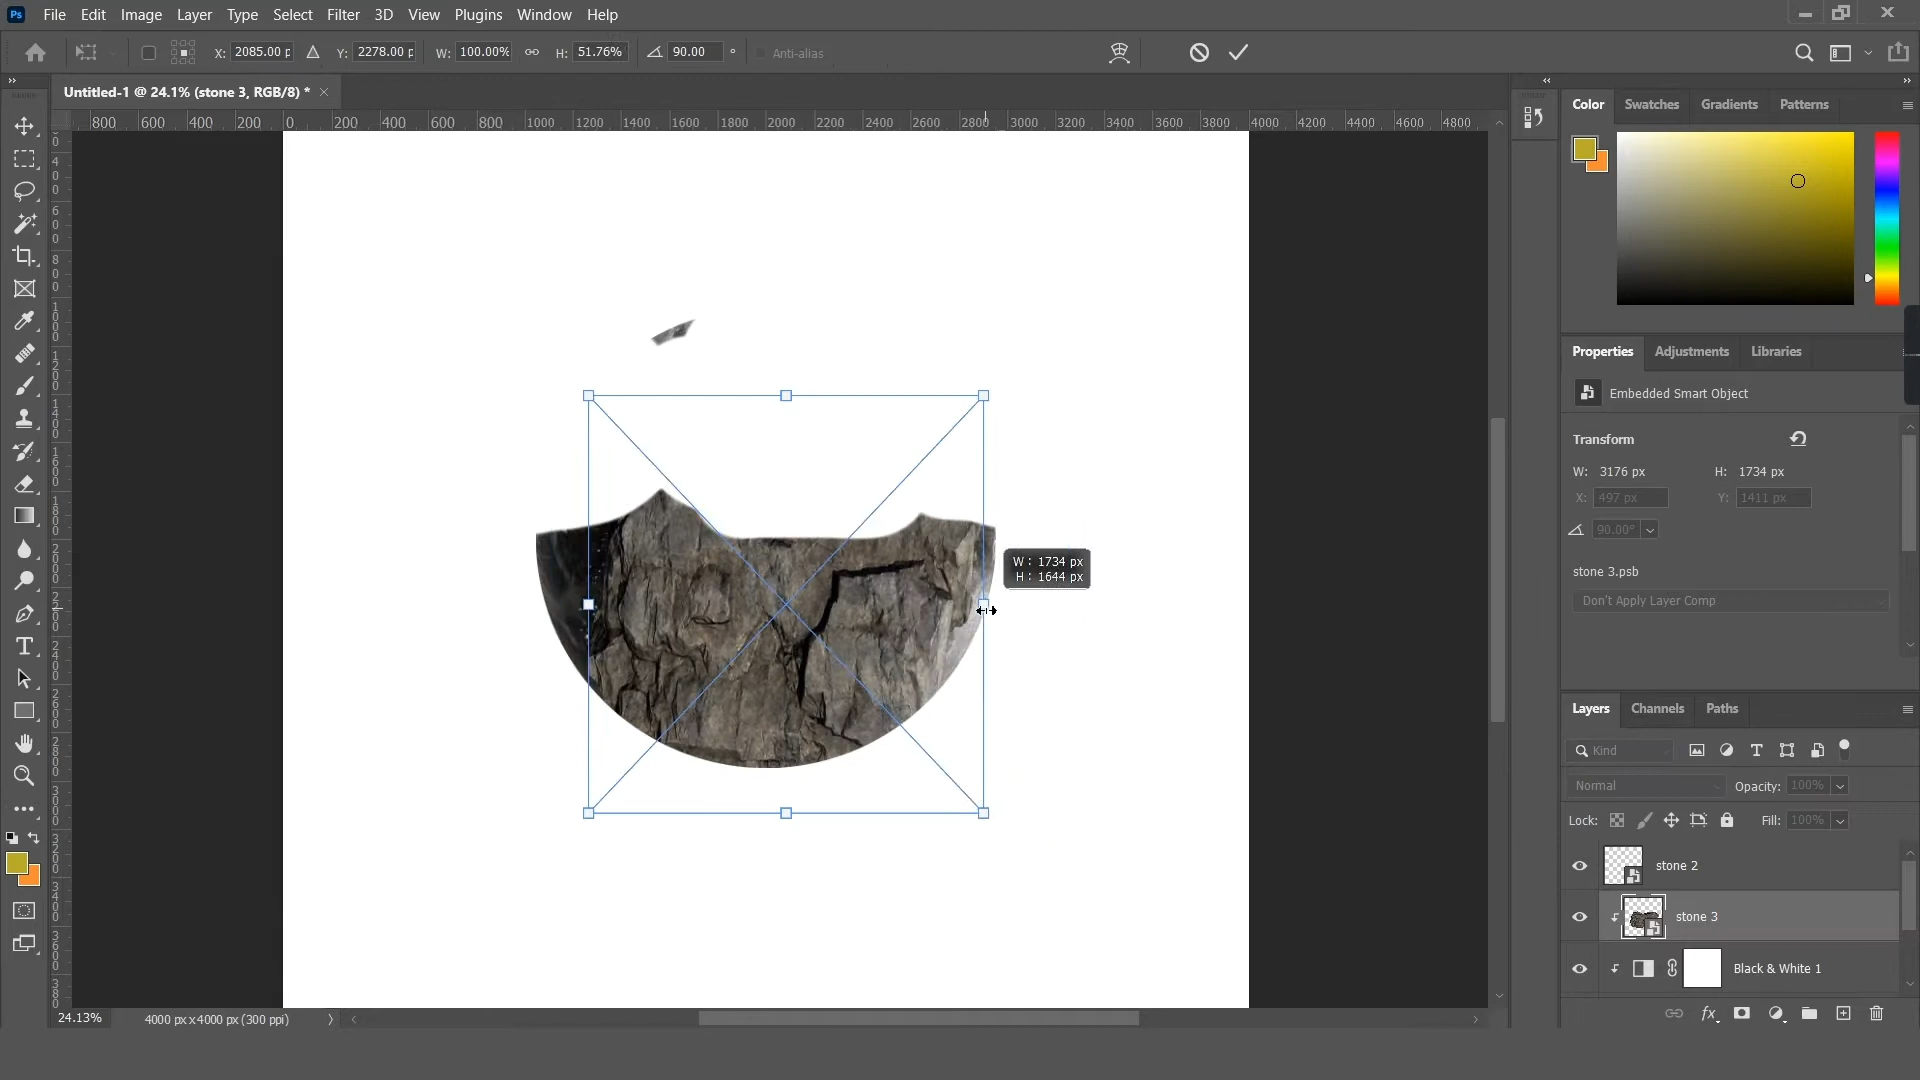 Ps File Edit Image Layer Type Select Filter 3D View Plugins Window Help
X: 2085.00 p Y: 2278.00 p W: 100.00% H: 51.76% 90.00 ° Anti-alias
Untitled-1 @ 24.1% (stone 3, RGB/8) * ×
800 600 400 200 0 200 400 600 800 1000 1200 1400 1600 1800 2000 2200 2400 2600 2800 3000 3200 3400 3600 3800 4000 4200 4400 4600 4800
Color Swatches Gradients Patterns
Properties Adjustments Libraries
Embedded Smart Object
Transform
W: 3176 px H: 1734 px
X: 497 px Y: 1411 px
90.00°
stone 3.psb
Don't Apply Layer Comp
W : 1734 px
H : 1644 px
Layers Channels Paths
Kind
Normal Opacity: 100%
Lock: Fill: 100%
stone 2
stone 3
Black & White 1
24.13% 4000 px x 4000 px (300 ppi)